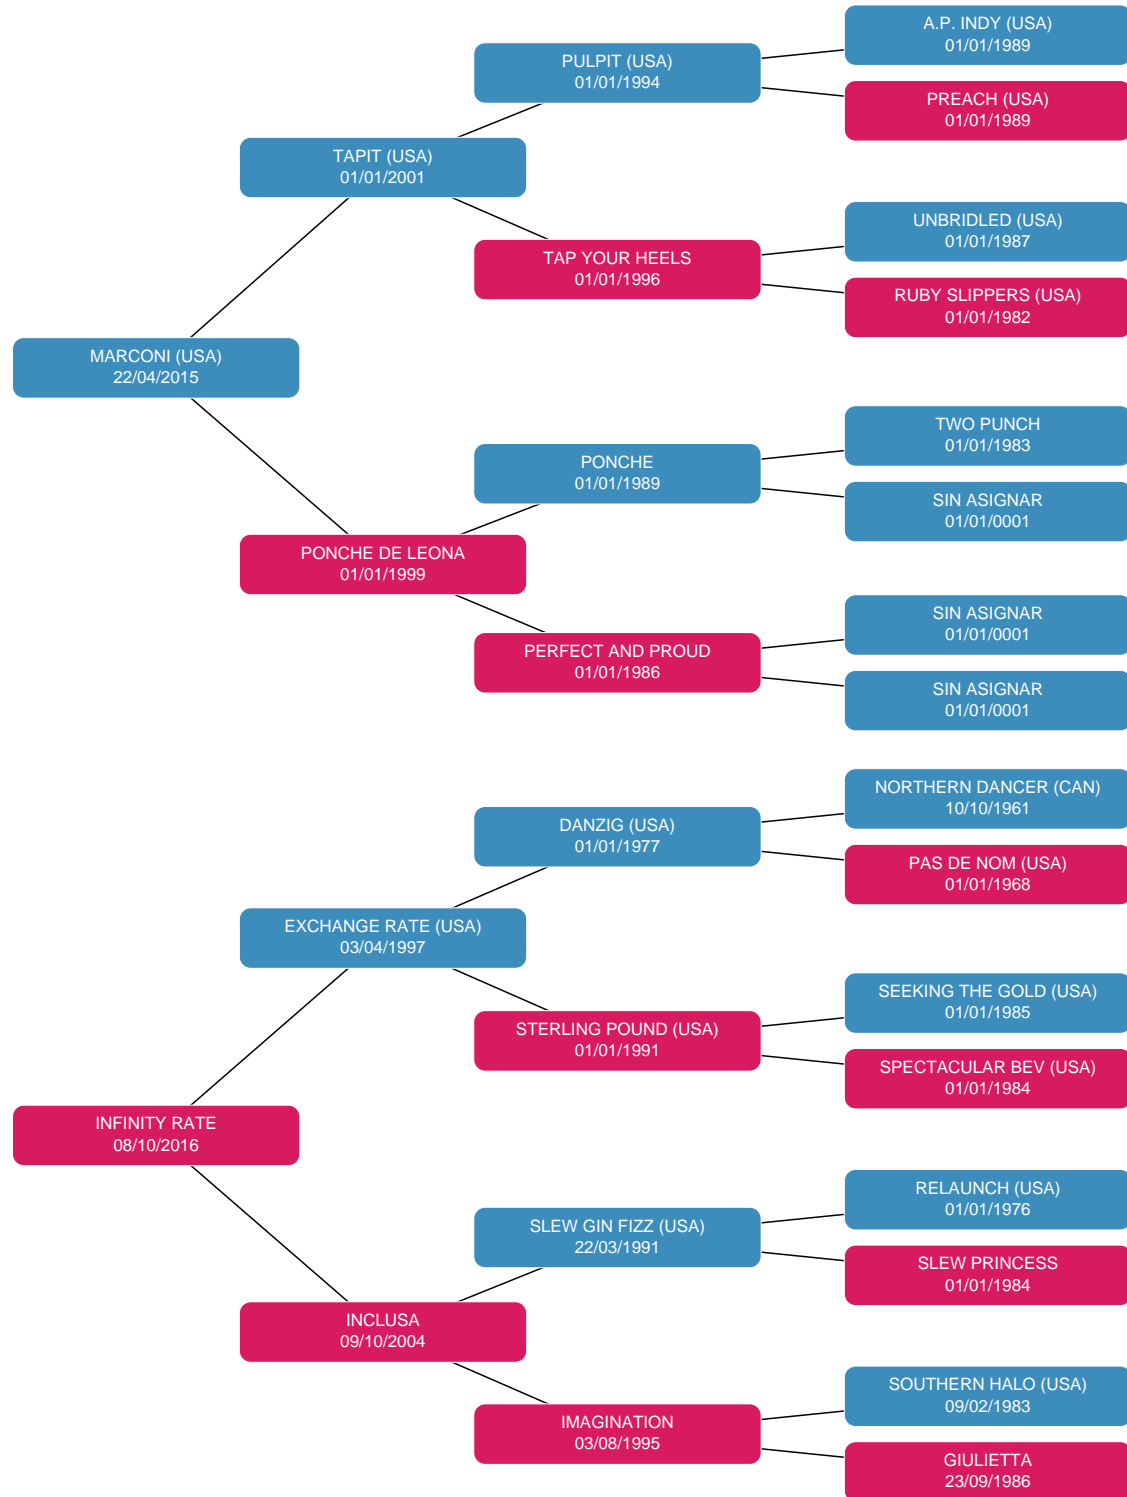 A.P. INDY (USA)
01/01/1989
PULPIT (USA)
01/01/1994
PREACH (USA)
01/01/1989
TAPIT (USA)
01/01/2001
UNBRIDLED (USA)
01/01/1987
TAP YOUR HEELS
01/01/1996
RUBY SLIPPERS (USA)
01/01/1982
MARCONI (USA)
22/04/2015
TWO PUNCH
01/01/1983
PONCHE
01/01/1989
SIN ASIGNAR
01/01/0001
PONCHE DE LEONA
01/01/1999
SIN ASIGNAR
01/01/0001
PERFECT AND PROUD
01/01/1986
SIN ASIGNAR
01/01/0001
NORTHERN DANCER (CAN)
10/10/1961
DANZIG (USA)
01/01/1977
PAS DE NOM (USA)
01/01/1968
EXCHANGE RATE (USA)
03/04/1997
SEEKING THE GOLD (USA)
01/01/1985
STERLING POUND (USA)
01/01/1991
SPECTACULAR BEV (USA)
01/01/1984
INFINITY RATE
08/10/2016
RELAUNCH (USA)
01/01/1976
SLEW GIN FIZZ (USA)
22/03/1991
SLEW PRINCESS
01/01/1984
INCLUSA
09/10/2004
SOUTHERN HALO (USA)
09/02/1983
IMAGINATION
03/08/1995
GIULIETTA
23/09/1986